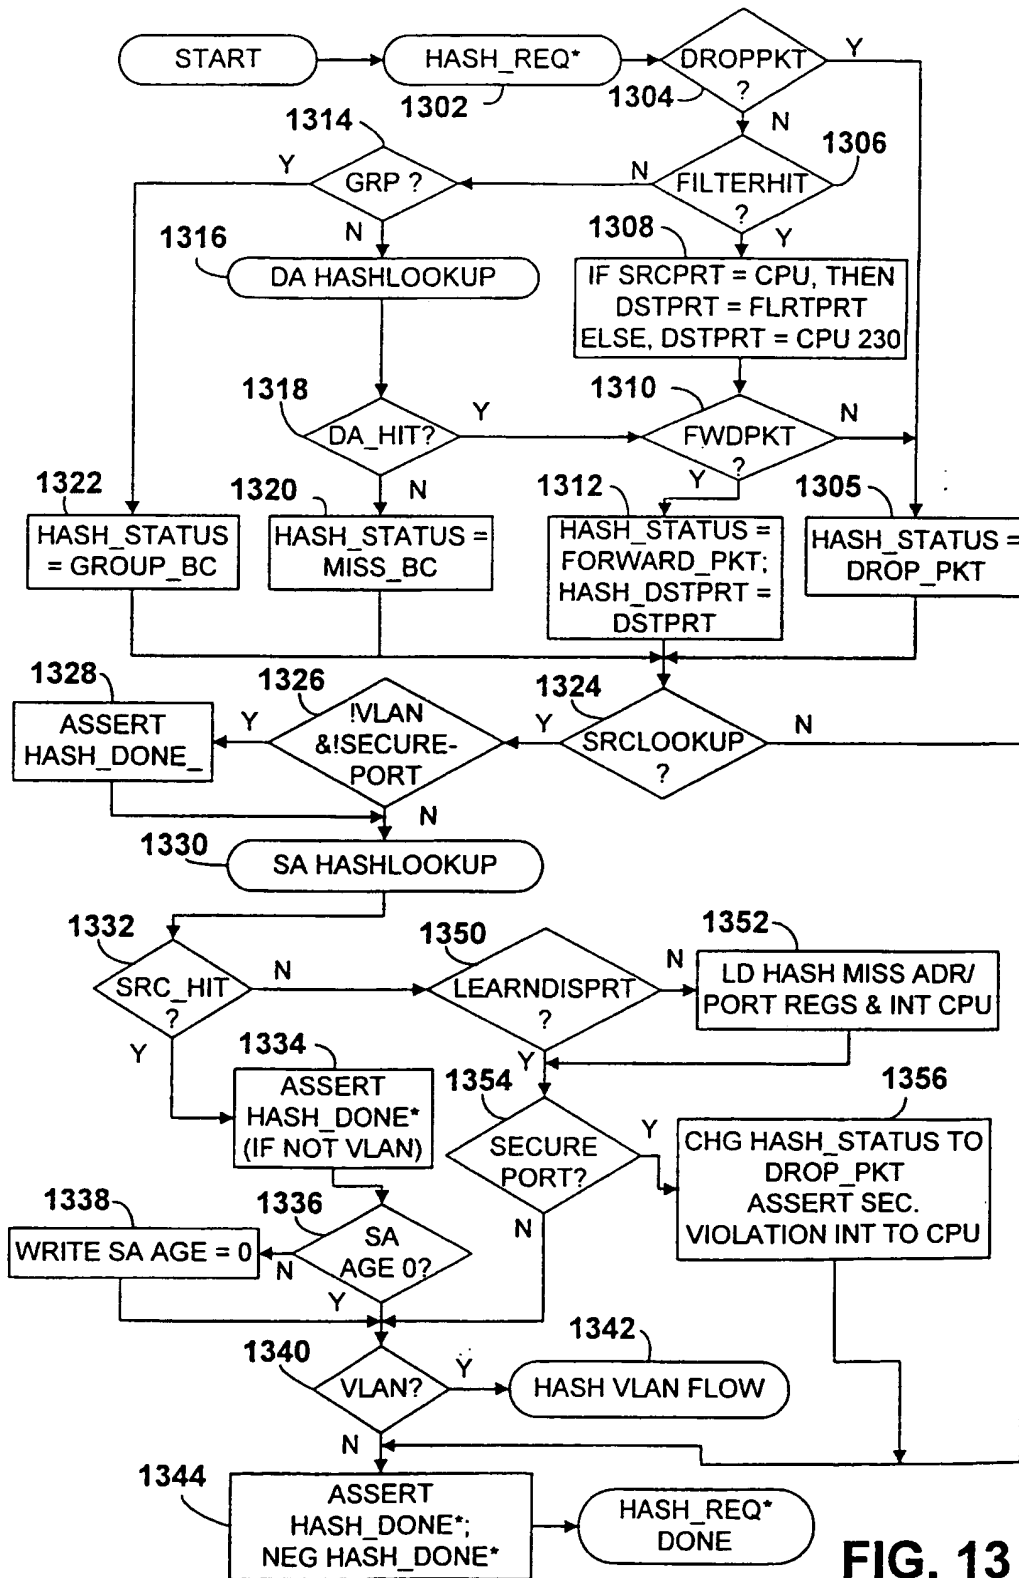 START
HASH_REQ*
1302
DROPPKT
?
1304
Y
N
1314
GRP ?
Y
N
FILTERHIT
?
1306
N
Y
1316
DA HASHLOOKUP
1308
IF SRCPRT = CPU, THEN
DSTPRT = FLRTPRT
ELSE, DSTPRT = CPU 230
1318
DA_HIT?
Y
N
1310
FWDPKT
?
N
Y
1322
HASH_STATUS
= GROUP_BC
1320
HASH_STATUS =
MISS_BC
1312
HASH_STATUS =
FORWARD_PKT;
HASH_DSTPRT =
DSTPRT
1305
HASH_STATUS =
DROP_PKT
1328
ASSERT
HASH_DONE_
1326
!VLAN
&!SECURE-
PORT
Y
N
1324
SRCLOOKUP
?
Y
N
1330
SA HASHLOOKUP
1332
SRC_HIT
?
N
Y
1350
LEARNDISPRT
?
N
Y
1352
LD HASH MISS ADR/
PORT REGS & INT CPU
1334
ASSERT
HASH_DONE*
(IF NOT VLAN)
1354
SECURE
PORT?
Y
N
1356
CHG HASH_STATUS TO
DROP_PKT
ASSERT SEC.
VIOLATION INT TO CPU
1338
WRITE SA AGE = 0
1336
SA
AGE 0?
N
Y
1340
VLAN?
Y
N
1342
HASH VLAN FLOW
1344
ASSERT
HASH_DONE*;
NEG HASH_DONE*
HASH_REQ*
DONE
FIG. 13